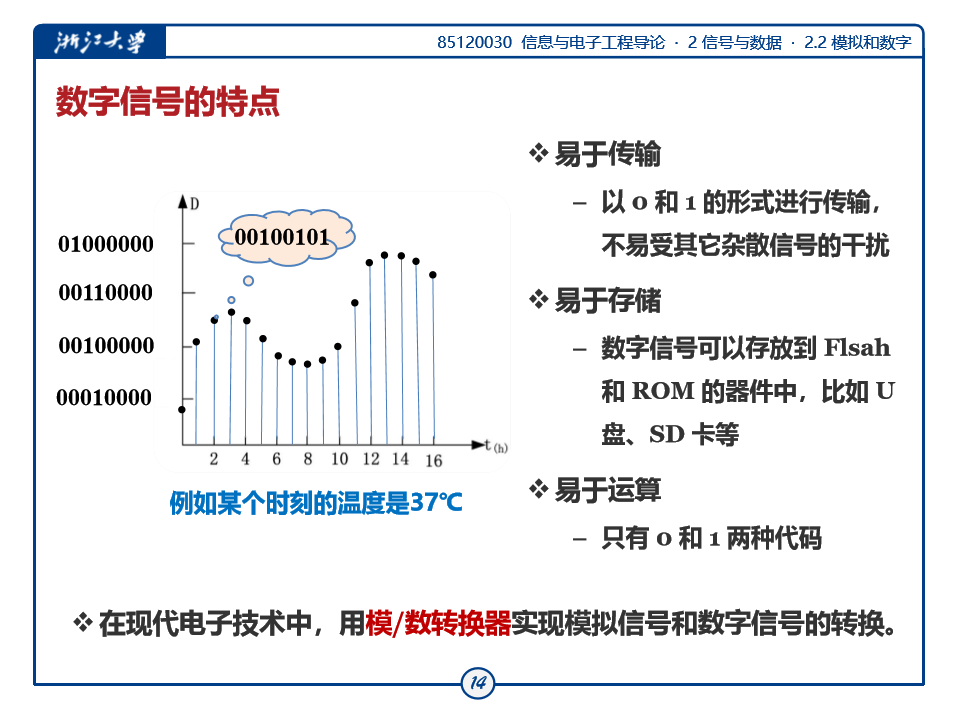 浙江大学
85120030 信息与电子工程导论 · 2 信号与数据 · 2.2 模拟和数字
数字信号的特点
D
01000000
00110000
00100000
00010000
00100101
2 4 6 8 10 12 14 16
t(h)
例如某个时刻的温度是37℃
❖ 易于传输
– 以 0 和 1 的形式进行传输，
不易受其它杂散信号的干扰
❖ 易于存储
– 数字信号可以存放到 Flsah
和 ROM 的器件中，比如 U
盘、SD 卡等
❖ 易于运算
– 只有 0 和 1 两种代码
❖ 在现代电子技术中，用模/数转换器实现模拟信号和数字信号的转换。
14